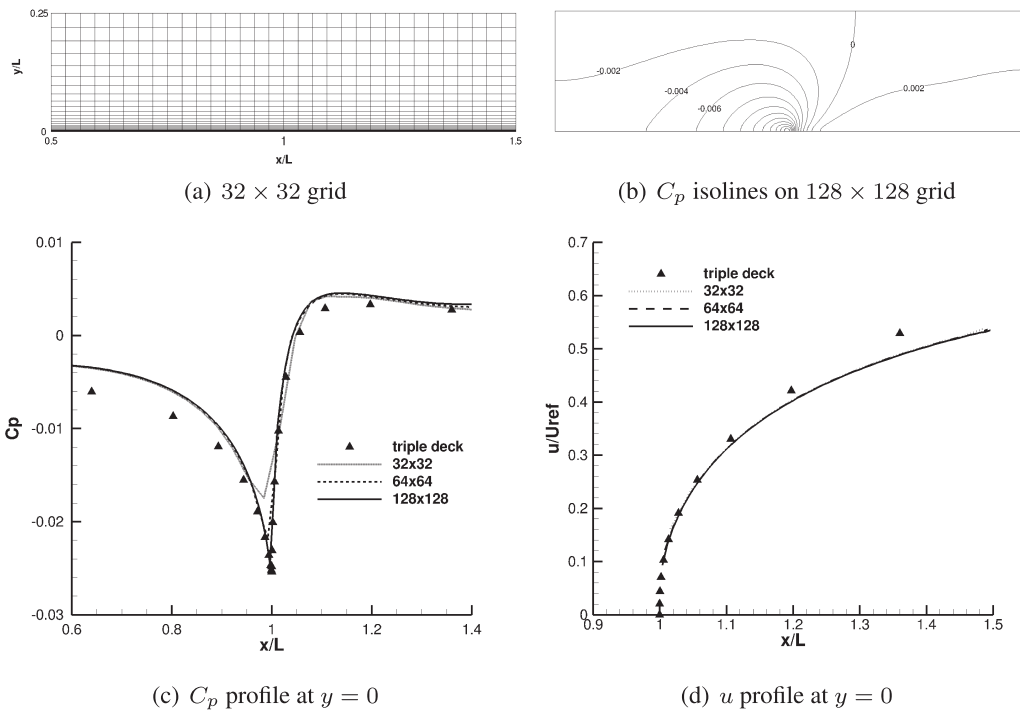 0.25
y/L
0
0.5
1
1.5
x/L
(a) 32 × 32 grid
0
-0.002
-0.004
-0.006
0.002
(b) Cp isolines on 128 × 128 grid
0.01
0
-0.01
-0.02
-0.03
Cp
triple deck
32x32
64x64
128x128
0.6
0.8
1
1.2
1.4
x/L
(c) Cp profile at y = 0
0.7
0.6
0.5
0.4
0.3
0.2
0.1
0
u/Uref
triple deck
32x32
64x64
128x128
0.9
1
1.1
1.2
1.3
1.4
1.5
x/L
(d) u profile at y = 0